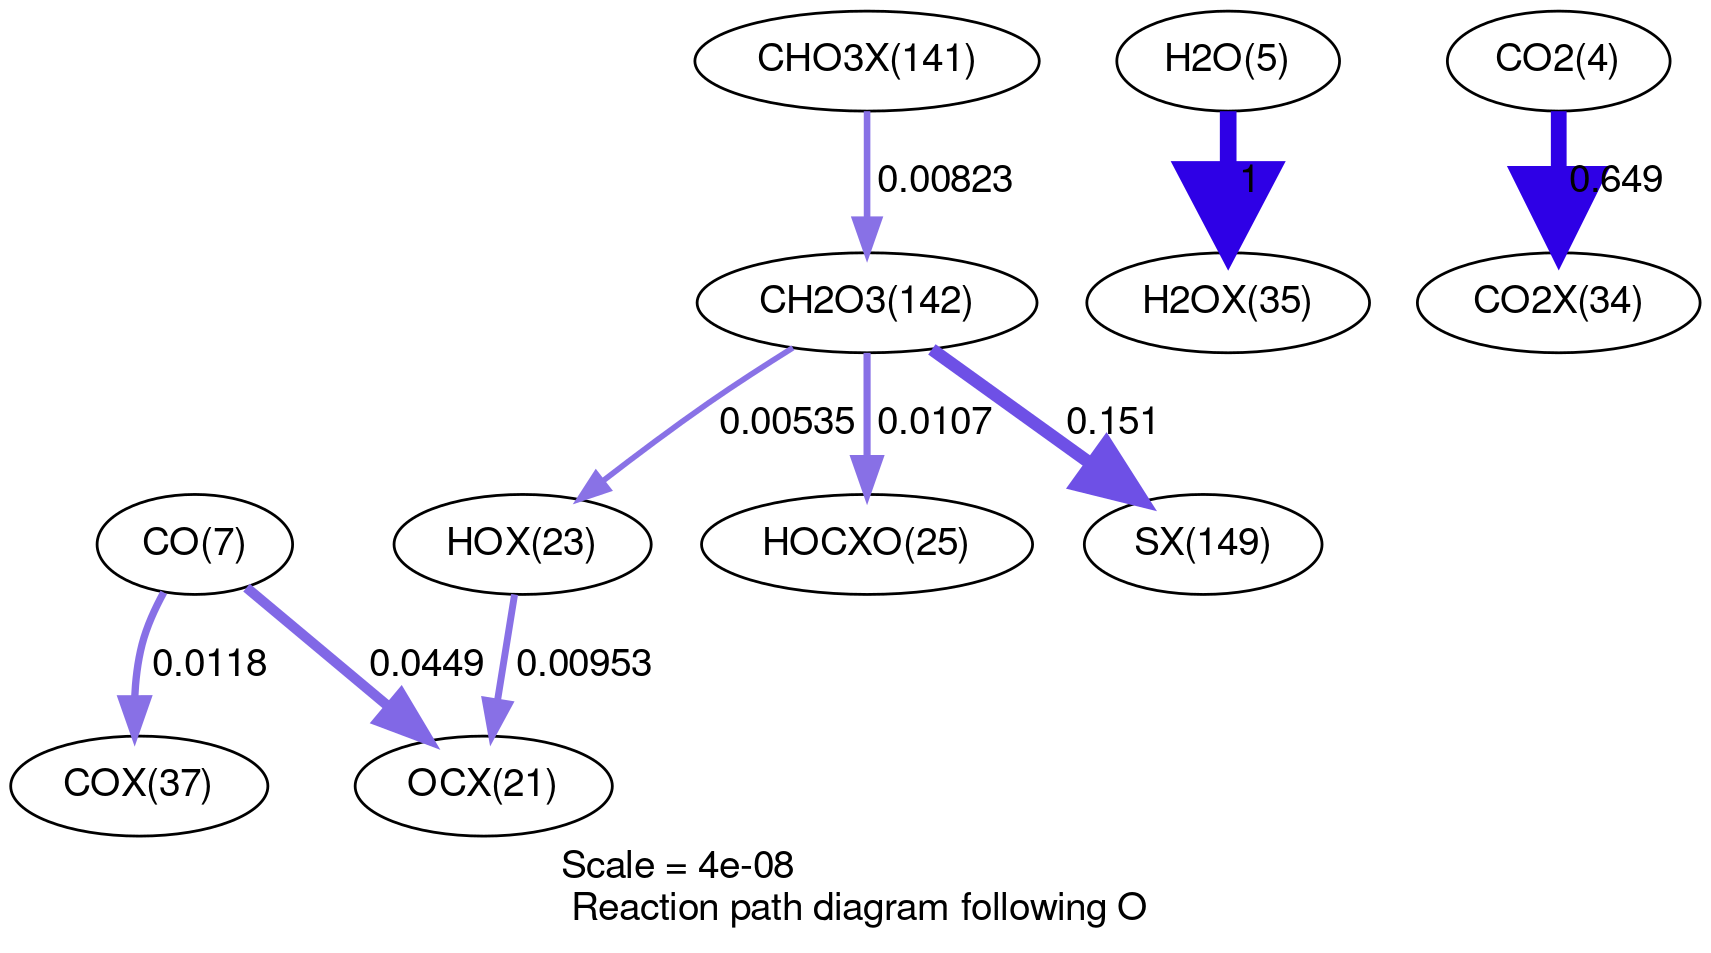 CHO3X(141)
H2O(5)
CO2(4)
0.00823
1
0.649
CH2O3(142)
H2OX(35)
CO2X(34)
0.00535
0.0107
0.151
CO(7)
HOX(23)
HOCXO(25)
SX(149)
0.0118
0.0449
0.00953
COX(37)
OCX(21)
Scale = 4e-08
Reaction path diagram following O